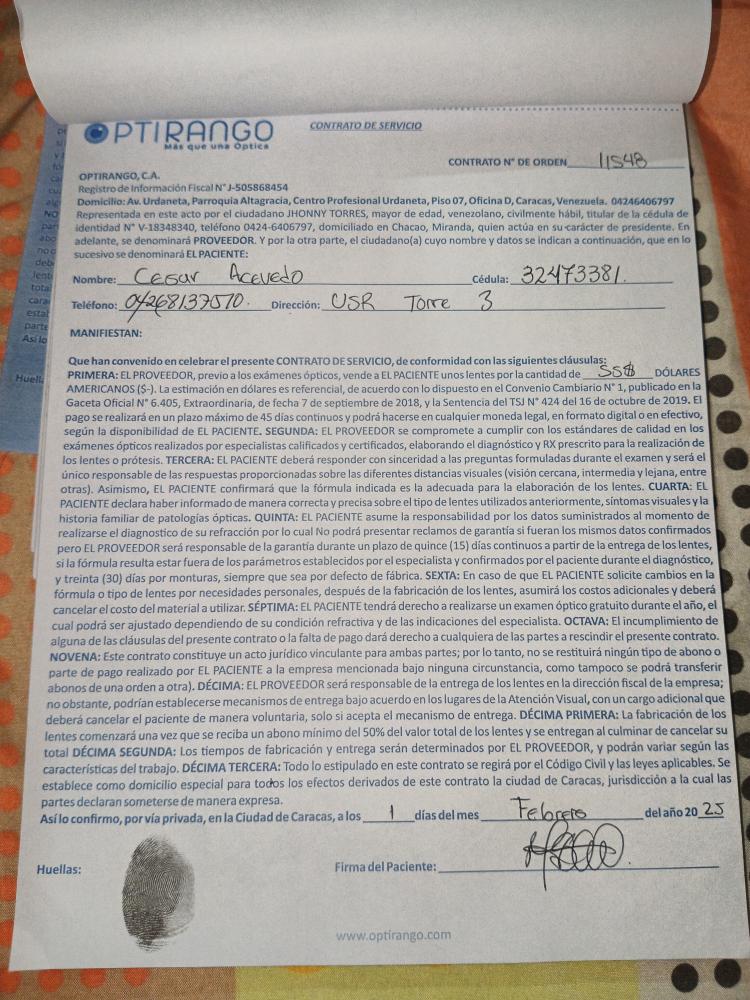 OPTIRANGO
Más que una Óptica
CONTRATO DE SERVICIO
CONTRATO N° DE ORDEN 11548
OPTIRANGO, C.A.
Registro de Información Fiscal N° J-505868454
Domicilio: Av. Urdaneta, Parroquia Altagracia, Centro Profesional Urdaneta, Piso 07, Oficina D, Caracas, Venezuela. 04246406797
Representada en este acto por el ciudadano JHONNY TORRES, mayor de edad, venezolano, civilmente hábil, titular de la cédula de
identidad N° V-18348340, teléfono 0424-6406797, domiciliado en Chacao, Miranda, quien actúa en su carácter de presidente. En
adelante, se denominará PROVEEDOR. Y por la otra parte, el ciudadano(a) cuyo nombre y datos se indican a continuación, que en lo
sucesivo se denominará EL PACIENTE:
Nombre: Cesar Acevedo Cédula: 32473381.
Teléfono: 04268137510. Dirección: USR Torre 3
MANIFIESTAN:
Que han convenido en celebrar el presente CONTRATO DE SERVICIO, de conformidad con las siguientes cláusulas:
PRIMERA: EL PROVEEDOR, previo a los exámenes ópticos, vende a EL PACIENTE unos lentes por la cantidad de 55$ DÓLARES
AMERICANOS ($-). La estimación en dólares es referencial, de acuerdo con lo dispuesto en el Convenio Cambiario N° 1, publicado en la
Gaceta Oficial N° 6.405, Extraordinaria, de fecha 7 de septiembre de 2018, y la Sentencia del TSJ N° 424 del 16 de octubre de 2019. El
pago se realizará en un plazo máximo de 45 días continuos y podrá hacerse en cualquier moneda legal, en formato digital o en efectivo,
según la disponibilidad de EL PACIENTE. SEGUNDA: EL PROVEEDOR se compromete a cumplir con los estándares de calidad en los
exámenes ópticos realizados por especialistas calificados y certificados, elaborando el diagnóstico y RX prescrito para la realización de
los lentes o prótesis. TERCERA: EL PACIENTE deberá responder con sinceridad a las preguntas formuladas durante el examen y será el
único responsable de las respuestas proporcionadas sobre las diferentes distancias visuales (visión cercana, intermedia y lejana, entre
otras). Asimismo, EL PACIENTE confirmará que la fórmula indicada es la adecuada para la elaboración de los lentes. CUARTA: EL
PACIENTE declara haber informado de manera correcta y precisa sobre el tipo de lentes utilizados anteriormente, síntomas visuales y la
historia familiar de patologías ópticas. QUINTA: EL PACIENTE asume la responsabilidad por los datos suministrados al momento de
realizarse el diagnostico de su refracción por lo cual No podrá presentar reclamos de garantía si fueran los mismos datos confirmados
pero EL PROVEEDOR será responsable de la garantía durante un plazo de quince (15) días continuos a partir de la entrega de los lentes,
si la fórmula resulta estar fuera de los parámetros establecidos por el especialista y confirmados por el paciente durante el diagnóstico,
y treinta (30) días por monturas, siempre que sea por defecto de fábrica. SEXTA: En caso de que EL PACIENTE solicite cambios en la
fórmula o tipo de lentes por necesidades personales, después de la fabricación de los lentes, asumirá los costos adicionales y deberá
cancelar el costo del material a utilizar. SÉPTIMA: EL PACIENTE tendrá derecho a realizarse un examen óptico gratuito durante el año, el
cual podrá ser ajustado dependiendo de su condición refractiva y de las indicaciones del especialista. OCTAVA: El incumplimiento de
alguna de las cláusulas del presente contrato o la falta de pago dará derecho a cualquiera de las partes a rescindir el presente contrato.
NOVENA: Este contrato constituye un acto jurídico vinculante para ambas partes; por lo tanto, no se restituirá ningún tipo de abono o
parte de pago realizado por EL PACIENTE a la empresa mencionada bajo ninguna circunstancia, como tampoco se podrá transferir
abonos de una orden a otra). DÉCIMA: EL PROVEEDOR será responsable de la entrega de los lentes en la dirección fiscal de la empresa;
no obstante, podrían establecerse mecanismos de entrega bajo acuerdo en los lugares de la Atención Visual, con un cargo adicional que
deberá cancelar el paciente de manera voluntaria, solo si acepta el mecanismo de entrega. DÉCIMA PRIMERA: La fabricación de los
lentes comenzará una vez que se reciba un abono mínimo del 50% del valor total de los lentes y se entregan al culminar de cancelar su
total DÉCIMA SEGUNDA: Los tiempos de fabricación y entrega serán determinados por EL PROVEEDOR, y podrán variar según las
características del trabajo. DÉCIMA TERCERA: Todo lo estipulado en este contrato se regirá por el Código Civil y las leyes aplicables. Se
establece como domicilio especial para todos los efectos derivados de este contrato la ciudad de Caracas, jurisdicción a la cual las
partes declaran someterse de manera expresa.
Así lo confirmo, por vía privada, en la Ciudad de Caracas, a los 1 días del mes Febrero del año 20 25
Huellas:
Firma del Paciente:
www.optirango.com